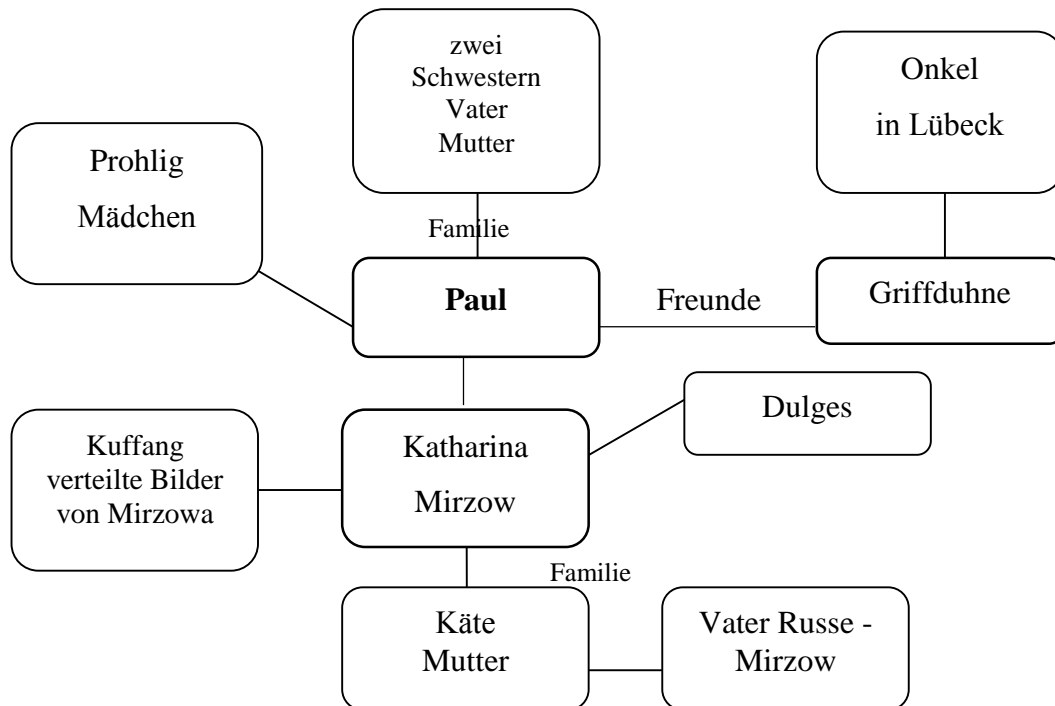 zwei
Schwestern
Vater
Mutter
Onkel
in Lübeck
Prohlig
Mädchen
Familie
Paul
Freunde
Griffduhne
Dulges
Katharina
Mirzow
Kuffang
verteilte Bilder
von Mirzowa
Familie
Käte
Mutter
Vater Russe -
Mirzow